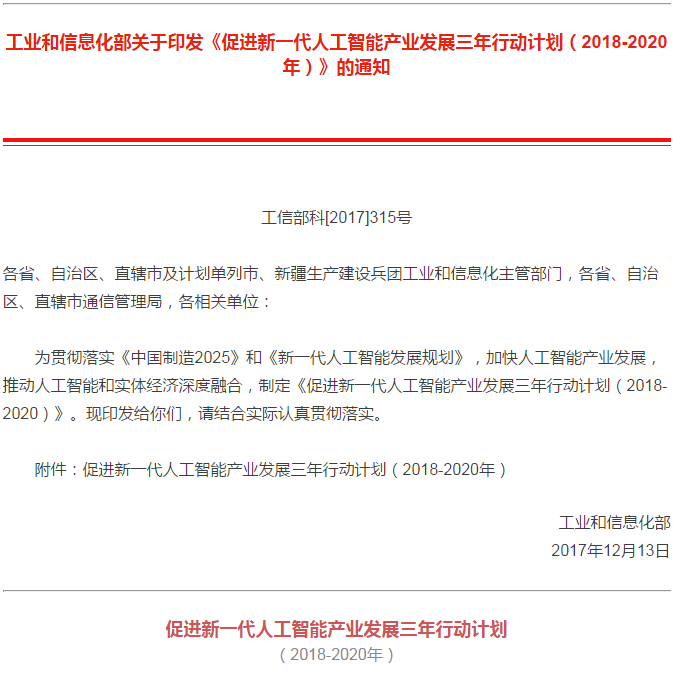 工业和信息化部关于印发《促进新一代人工智能产业发展三年行动计划（2018-2020
年）》的通知
工信部科[2017]315号
各省、自治区、直辖市及计划单列市、新疆生产建设兵团工业和信息化主管部门，各省、自治
区、直辖市通信管理局，各相关单位：
为贯彻落实《中国制造2025》和《新一代人工智能发展规划》，加快人工智能产业发展，
推动人工智能和实体经济深度融合，制定《促进新一代人工智能产业发展三年行动计划（2018-
2020）》。现印发给你们，请结合实际认真贯彻落实。
附件：促进新一代人工智能产业发展三年行动计划（2018-2020年）
工业和信息化部
2017年12月13日
促进新一代人工智能产业发展三年行动计划
（2018-2020年）